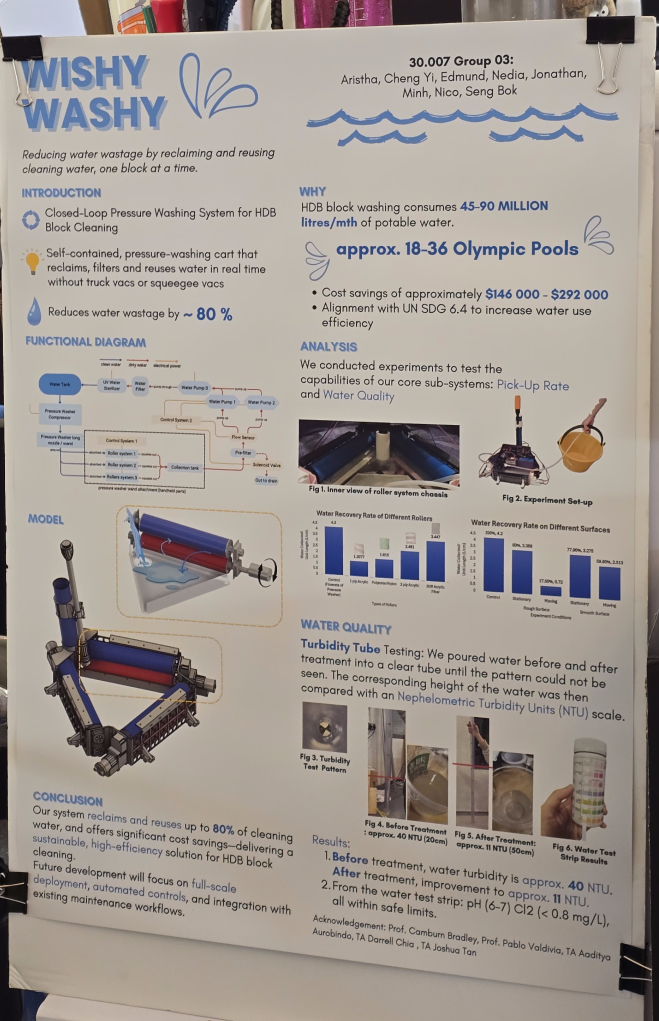 WISHY
WASHY
Reducing water wastage by reclaiming and reusing
cleaning water, one block at a time.
30.007 Group 03:
Aristha, Cheng Yi, Edmund, Nedia, Jonathan,
Minh, Nico, Seng Bok
INTRODUCTION
Closed-Loop Pressure Washing System for HDB
Block Cleaning
Self-contained, pressure-washing cart that
reclaims, filters and reuses water in real time
without truck vacs or squeegee vacs
Reduces water wastage by ~ 80 %
FUNCTIONAL DIAGRAM
clean water
dirty water
electrical power
Water Tank
UV Water
Sterilizer
Water
Filter
Water Pump 3
Water Pump 1
Water Pump 2
Pressure Washer
Compressor
Control System 2
Flow Sensor
Pressure Washer long
nozzle / wand
Control System 1
Pre-filter
Roller system 1
Roller system 2
Roller system 3
Collection tank
Solenoid Valve
Out to drain
pressure washer wand attachment (handheld parts)
MODEL
CONCLUSION
Our system reclaims and reuses up to 80% of cleaning
water, and offers significant cost savings—delivering a
sustainable, high-efficiency solution for HDB block
cleaning.
Future development will focus on full-scale
deployment, automated controls, and integration with
existing maintenance workflows.
WHY
HDB block washing consumes 45-90 MILLION
litres/mth of potable water.
approx. 18-36 Olympic Pools
• Cost savings of approximately $146 000 - $292 000
• Alignment with UN SDG 6.4 to increase water use
efficiency
ANALYSIS
We conducted experiments to test the
capabilities of our core sub-systems: Pick-Up Rate
and Water Quality
Fig 1. Inner view of roller system chassis
Fig 2. Experiment Set-up
Water Recovery Rate of Different Rollers
4.2
3.447
Control
Types of Rollers
Water Recovery Rate on Different Surfaces
100%, 4.2
80%, 3.358
17.50%, 0.73
77.80%, 3.275
Control
Stationary
Moving
Stationary
Moving
Rough Surface
Smooth Surface
Experiment Conditions
WATER QUALITY
Turbidity Tube Testing: We poured water before and after
treatment into a clear tube until the pattern could not be
seen. The corresponding height of the water was then
compared with an Nephelometric Turbidity Units (NTU) scale.
Fig 3. Turbidity
Test Pattern
Fig 4. Before Treatment
: approx. 40 NTU (20cm)
Fig 5. After Treatment:
approx. 11 NTU (50cm)
Fig 6. Water Test
Strip Results
Results:
1. Before treatment, water turbidity is approx. 40 NTU.
After treatment, improvement to approx. 11 NTU.
2. From the water test strip: pH (6-7) Cl2 (< 0.8 mg/L),
all within safe limits.
Acknowledgement: Prof. Camburn Bradley, Prof. Pablo Valdivia, TA Aaditya
Aurobindo, TA Darrell Chia , TA Joshua Tan